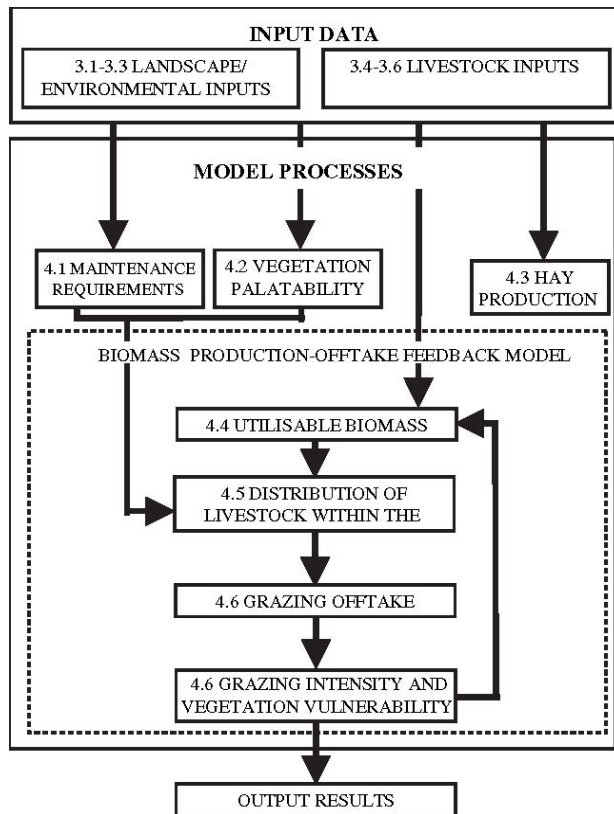 INPUT DATA
3.1-3.3 LANDSCAPE/
ENVIRONMENTAL INPUTS
3.4-3.6 LIVESTOCK INPUTS
MODEL PROCESSES
4.1 MAINTENANCE
REQUIREMENTS
4.2 VEGETATION
PALATABILITY
4.3 HAY
PRODUCTION
BIOMASS PRODUCTION-OFFTAKE FEEDBACK MODEL
4.4 UTILISABLE BIOMASS
4.5 DISTRIBUTION OF
LIVESTOCK WITHIN THE
4.6 GRAZING OFFTAKE
4.6 GRAZING INTENSITY AND
VEGETATION VULNERABILITY
OUTPUT RESULTS